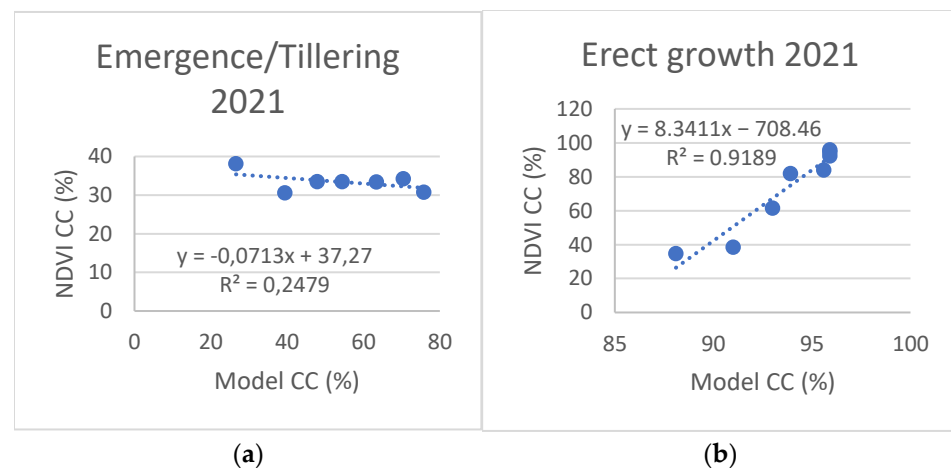 Emergence/Tillering
2021
40
30
20
10
0
0 20 40 60 80
NDVI CC (%)
y = -0,0713x + 37,27
R² = 0,2479
Model CC (%)
(a)
Erect growth 2021
120
100
80
60
40
20
0
85 90 95 100
NDVI CC (%)
y = 8.3411x − 708.46
R² = 0.9189
Model CC (%)
(b)